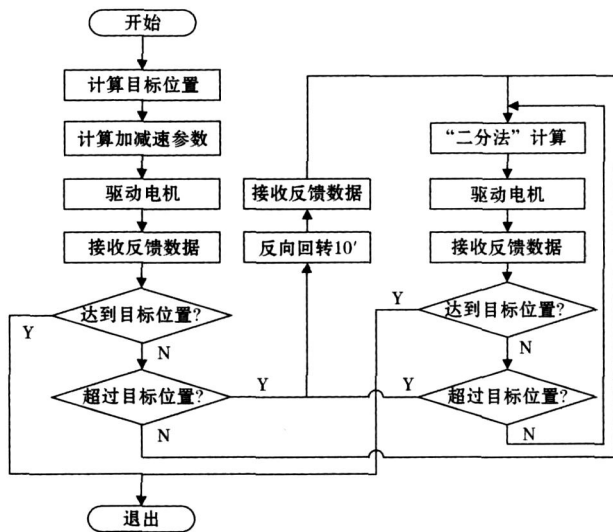 开始
计算目标位置
计算加减速参数
驱动电机
接收反馈数据
达到目标位置?
Y
N
超过目标位置?
Y
N
退出
接收反馈数据
反向回转10′
“二分法”计算
驱动电机
接收反馈数据
达到目标位置?
Y
N
超过目标位置?
Y
N